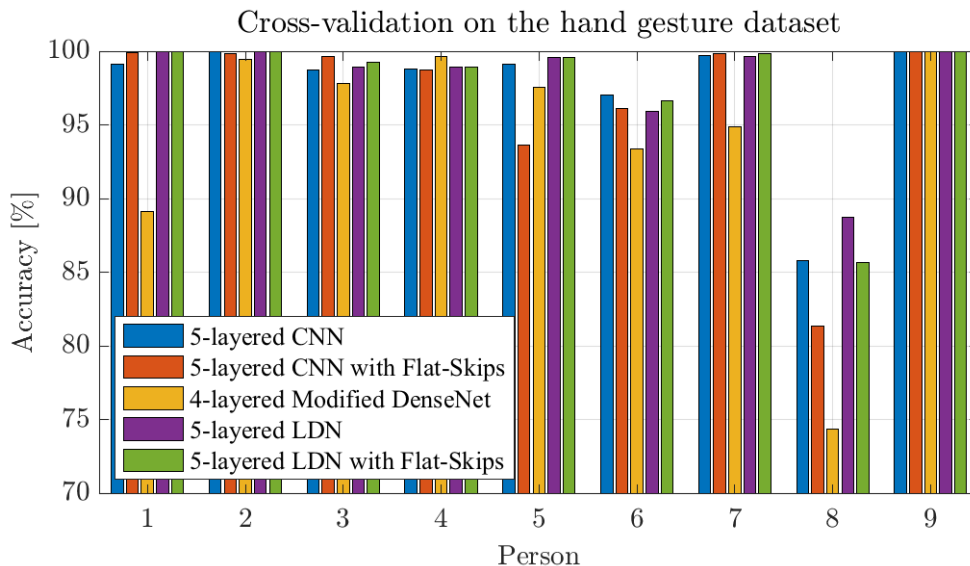 Cross-validation on the hand gesture dataset
Accuracy [%]
100
95
90
85
80
75
70
5-layered CNN
5-layered CNN with Flat-Skips
4-layered Modified DenseNet
5-layered LDN
5-layered LDN with Flat-Skips
1 2 3 4 5 6 7 8 9
Person